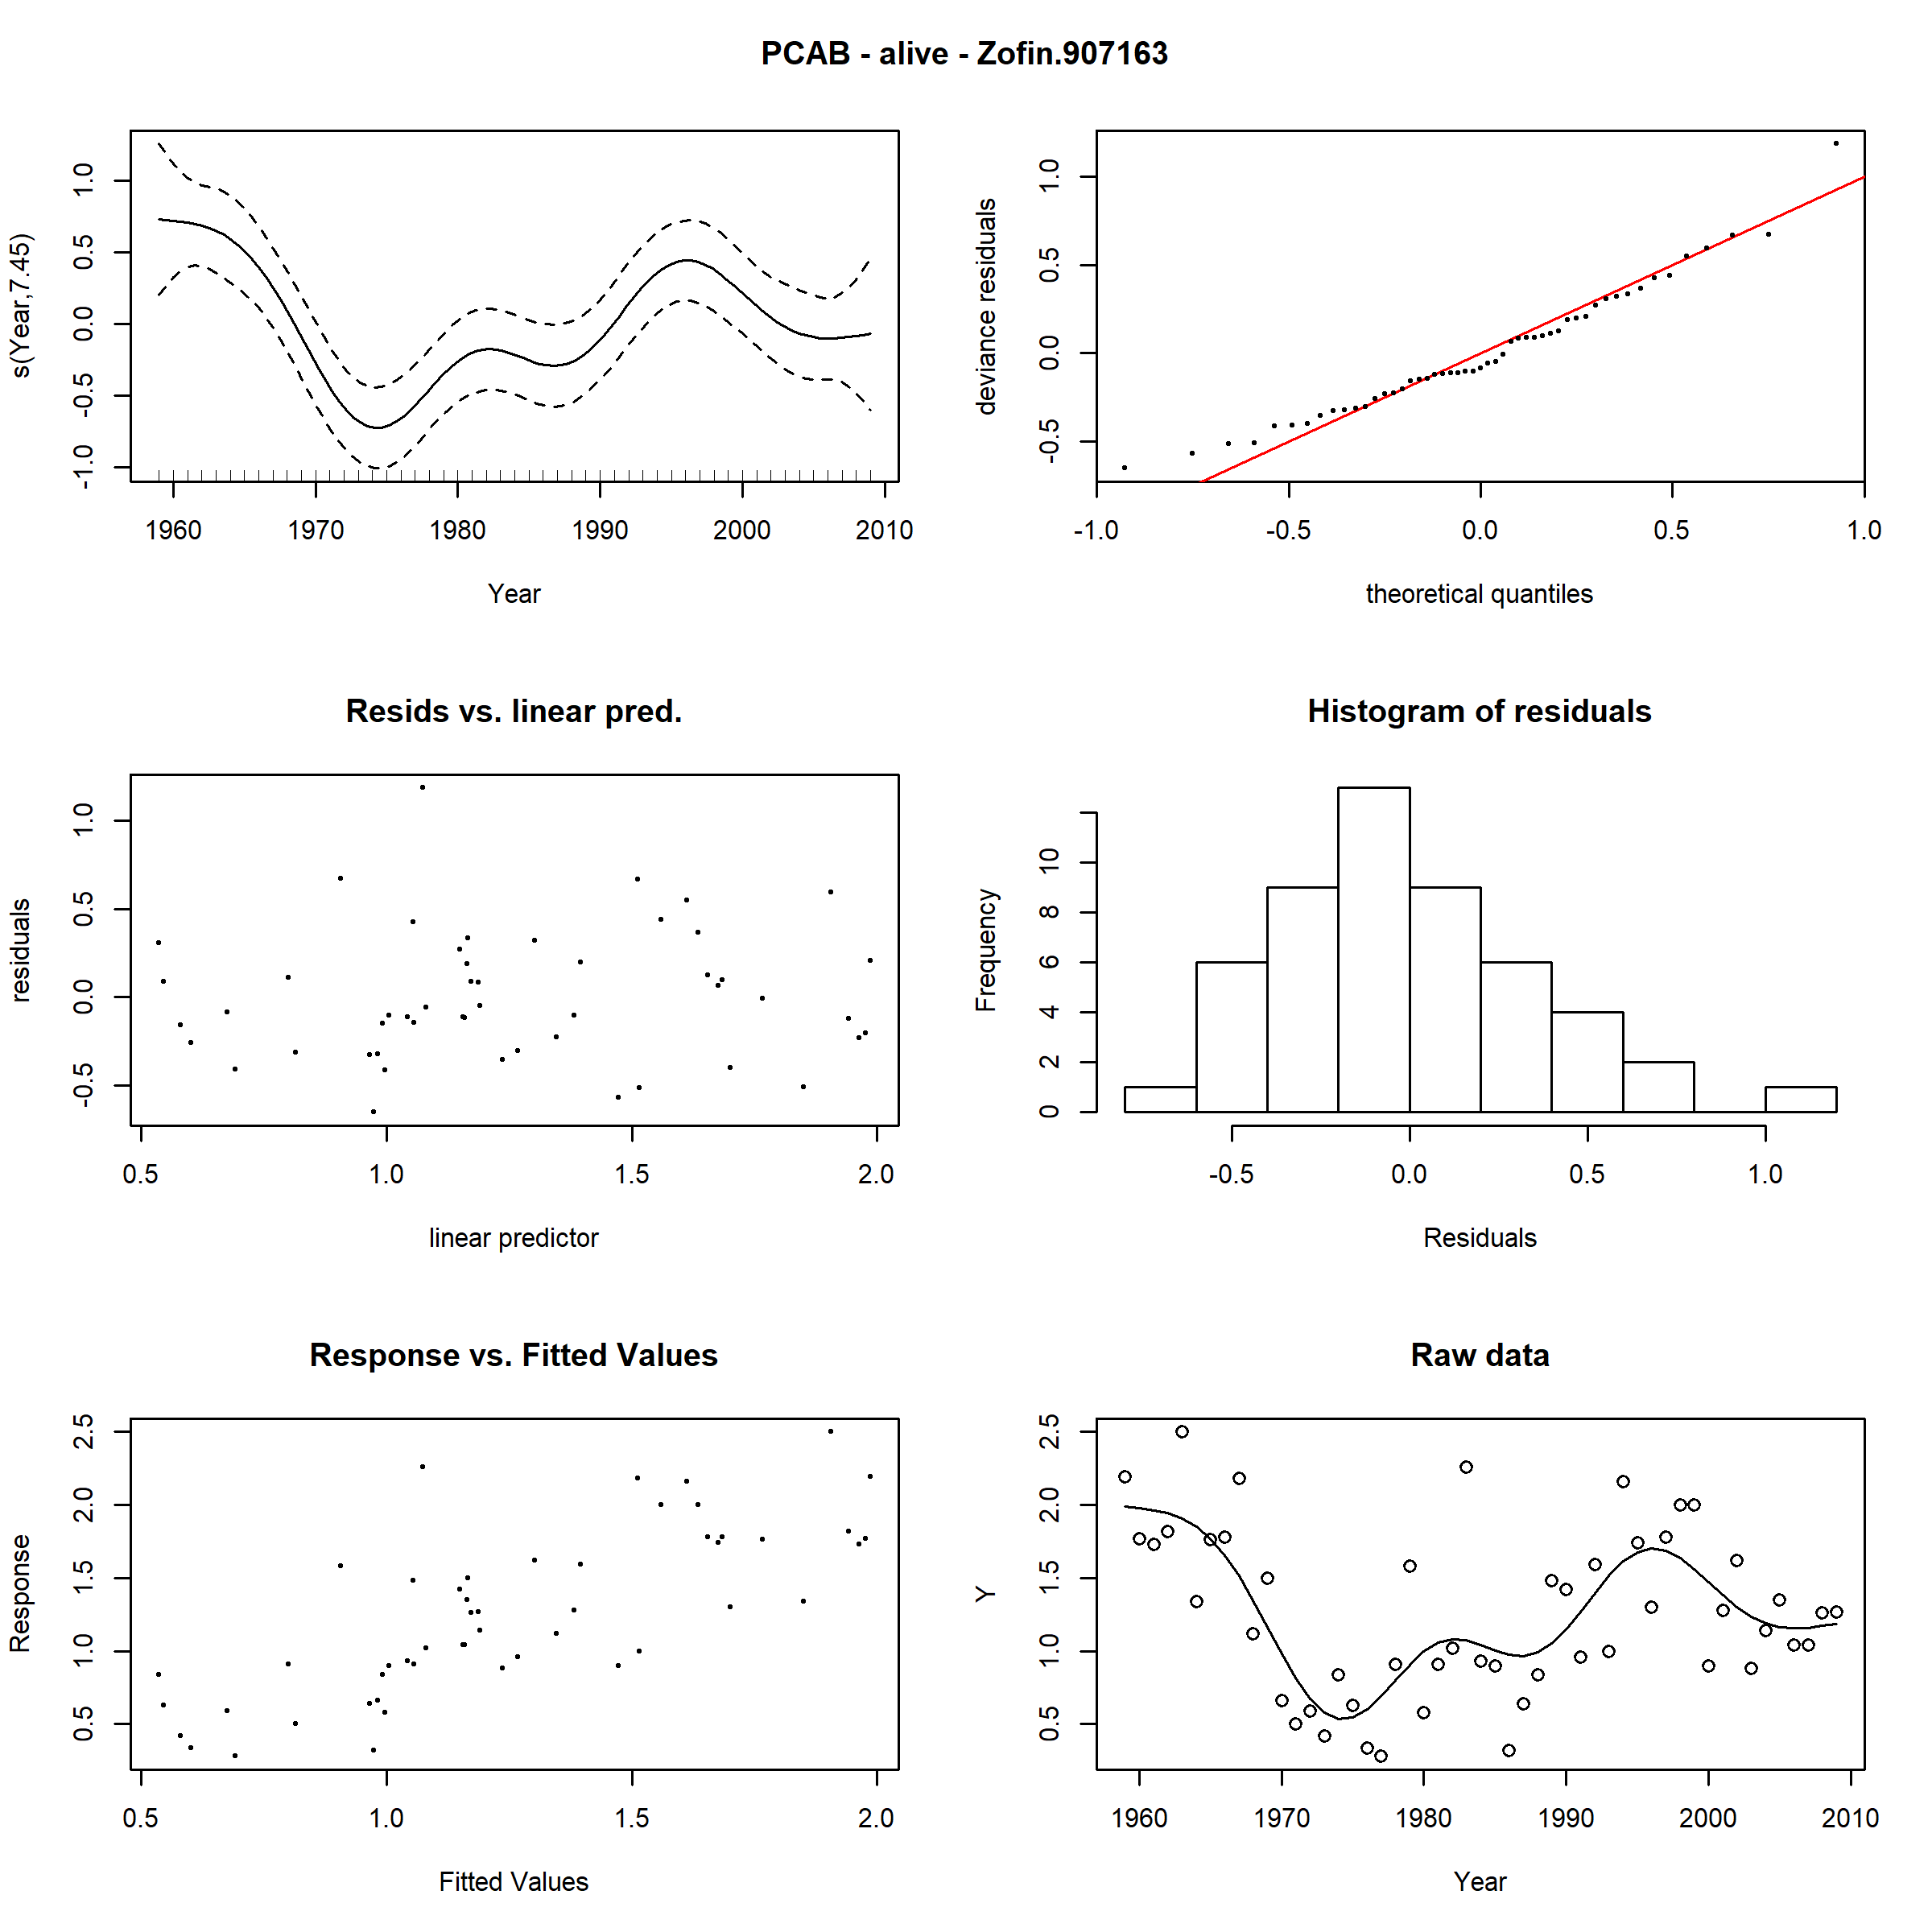 PCAB - alive - Zofin.907163
s(Year,7.45)
-1.0 -0.5 0.0 0.5 1.0
1960 1970 1980 1990 2000 2010
Year
deviance residuals
-0.5 0.0 0.5 1.0
-1.0 -0.5 0.0 0.5 1.0
theoretical quantiles
Resids vs. linear pred.
residuals
-0.5 0.0 0.5 1.0
0.5 1.0 1.5 2.0
linear predictor
Histogram of residuals
Frequency
0 2 4 6 8 10
-0.5 0.0 0.5 1.0
Residuals
Response vs. Fitted Values
Response
0.5 1.0 1.5 2.0 2.5
0.5 1.0 1.5 2.0
Fitted Values
Raw data
Y
0.5 1.0 1.5 2.0 2.5
1960 1970 1980 1990 2000 2010
Year